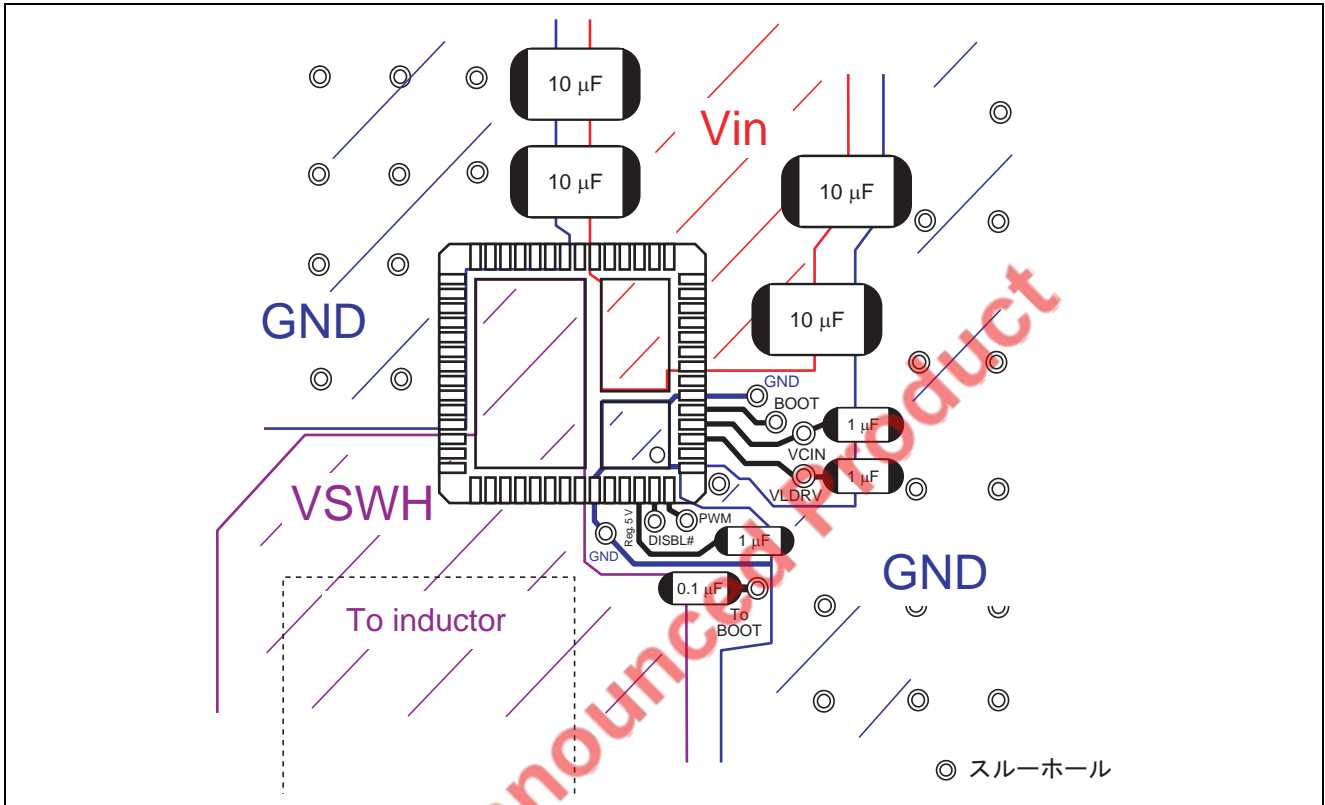 10 μF
10 μF
Vin
10 μF
10 μF
GND
GND
BOOT
1 μF
VCIN
VLDRV
1 μF
VSWH
Reg. 5 V
DISBL#
PWM
GND
1 μF
0.1 μF
To
BOOT
GND
To inductor
スルーホール
nounced Product